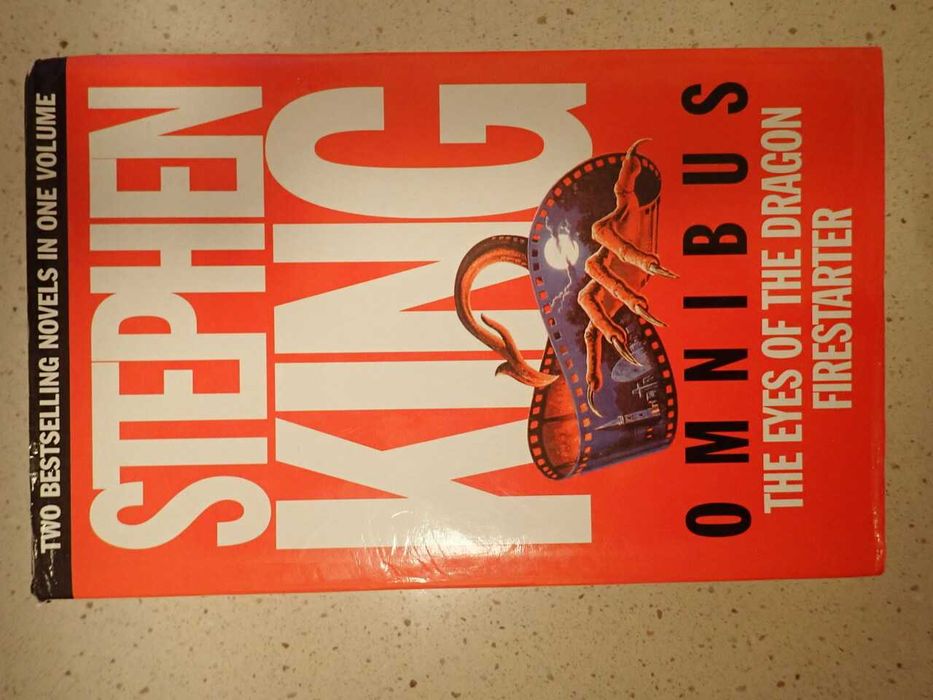 TWO BESTSELLING NOVELS IN ONE VOLUME
STEPHEN
KING
OMNIBUS
THE EYES OF THE DRAGON
FIRESTARTER